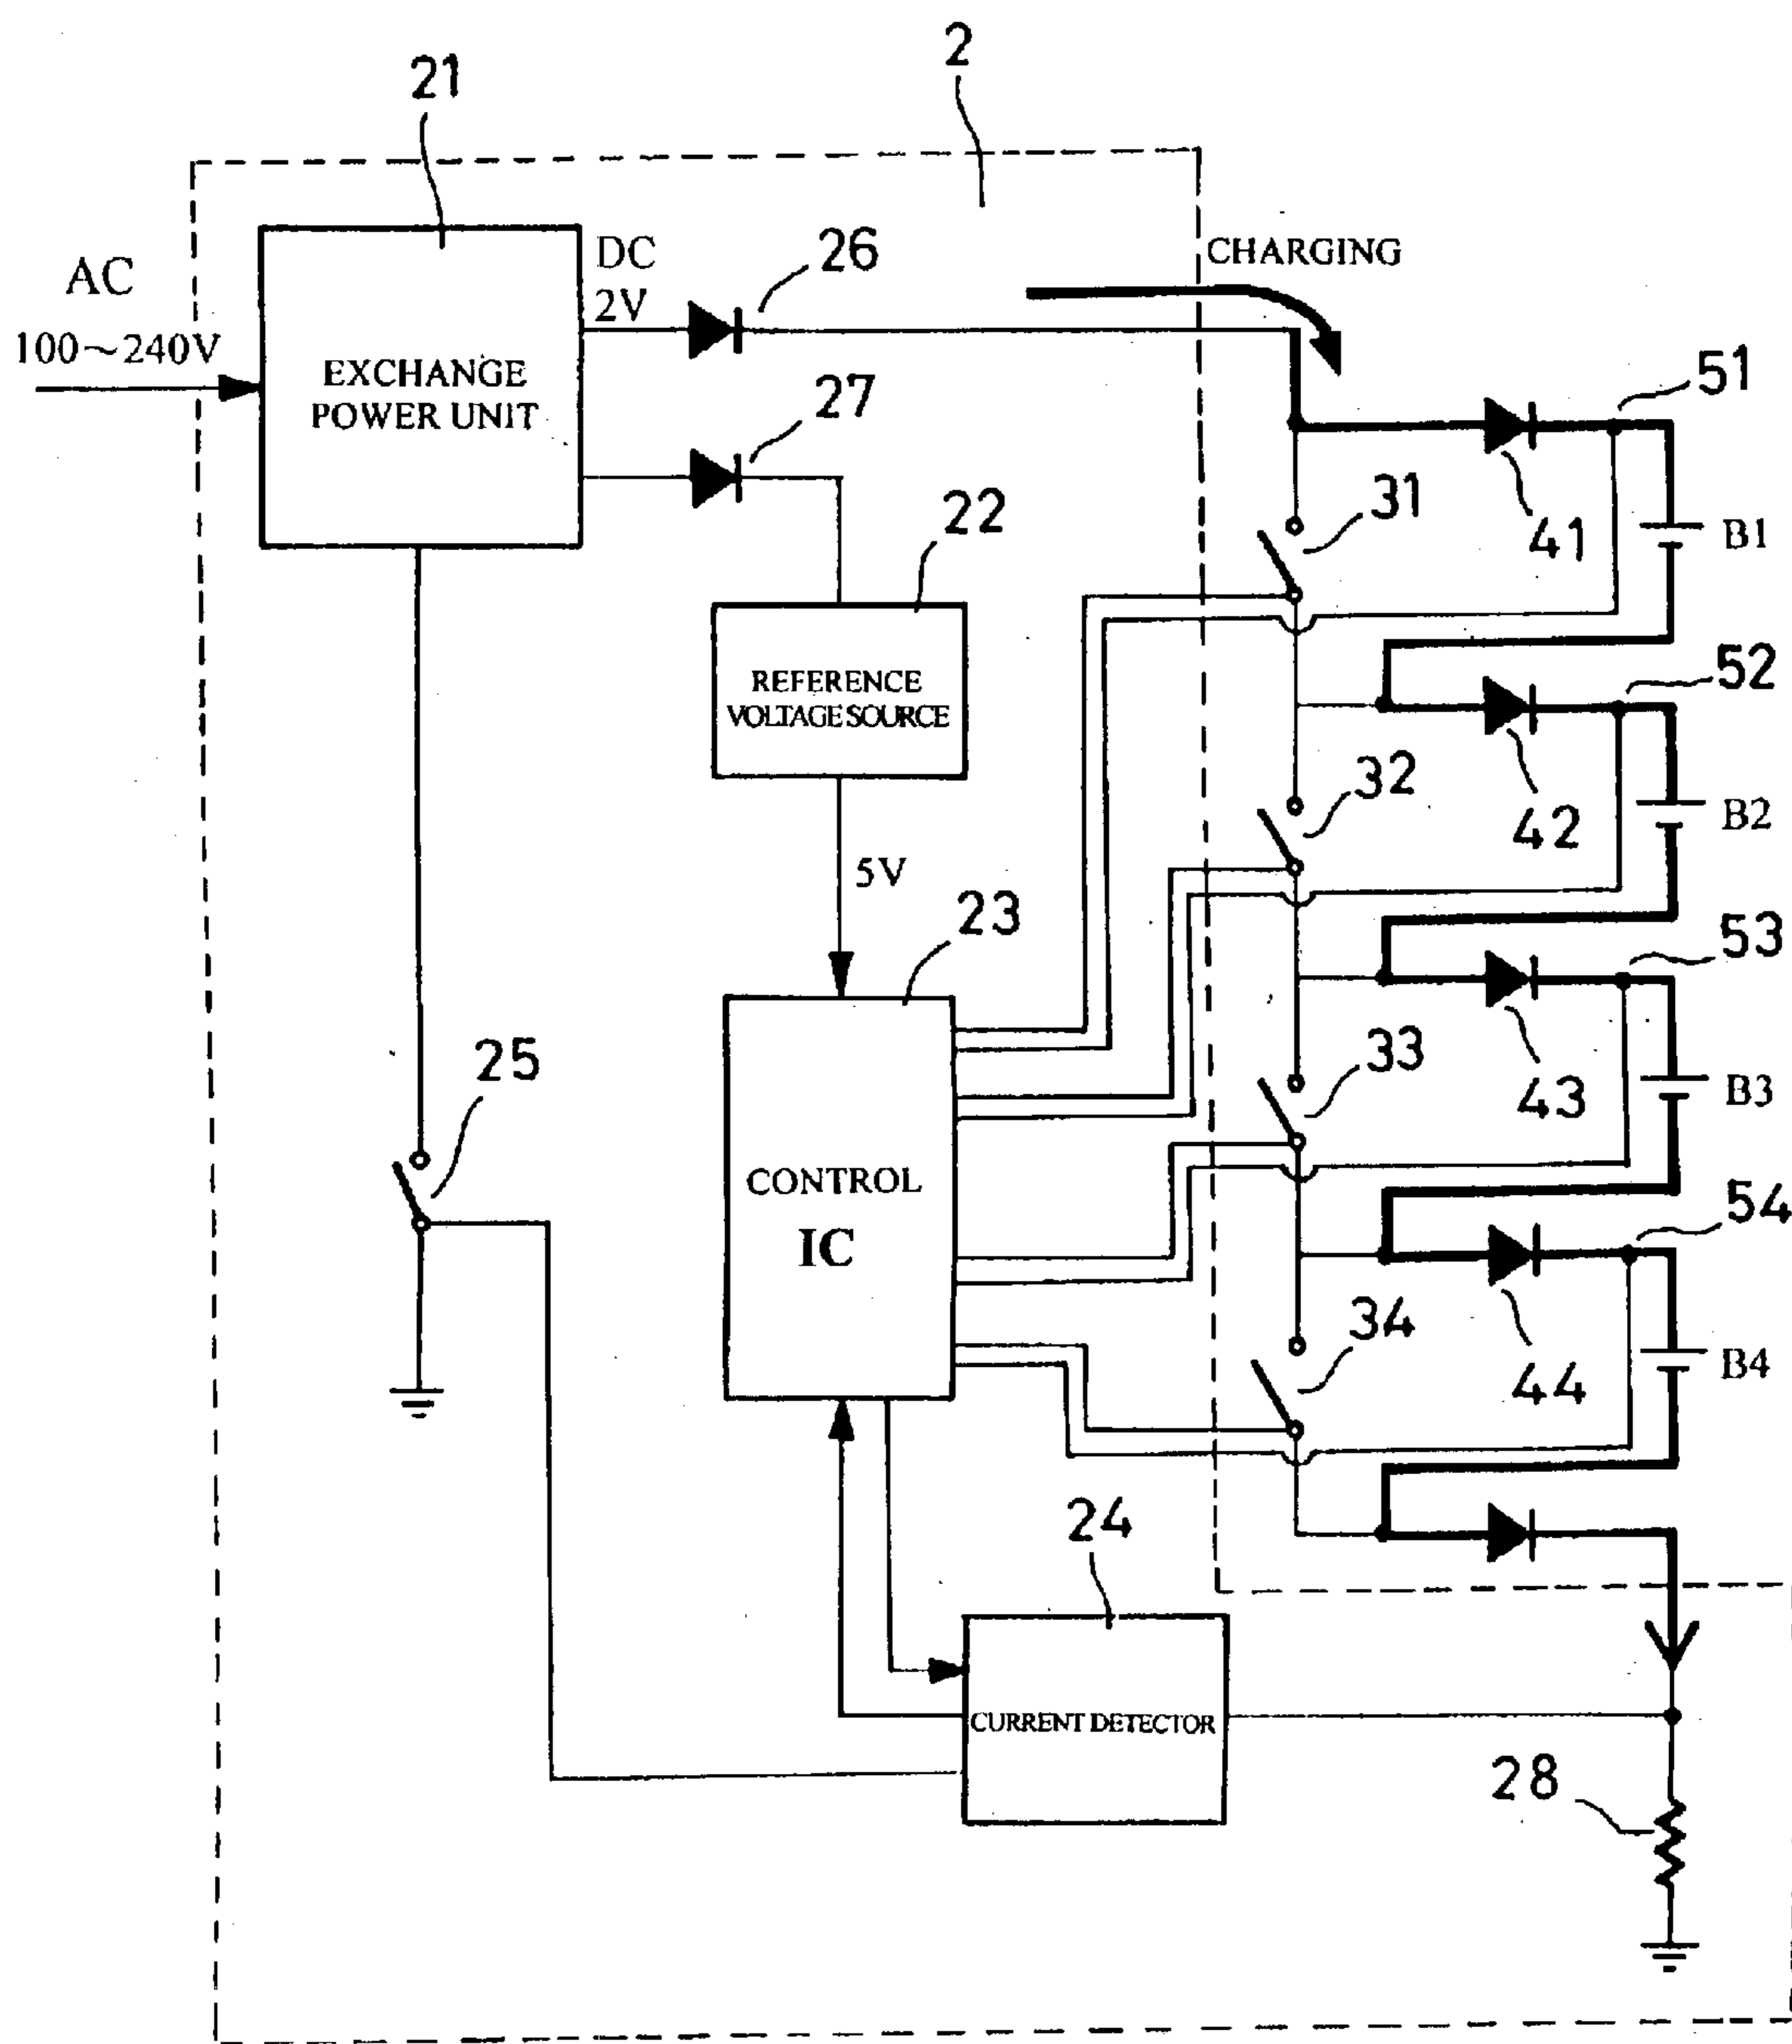 2
21
AC
100~240V
EXCHANGE
POWER UNIT
DC
2V
26
CHARGING
27
51
41
B1
31
22
REFERENCE
VOLTAGE SOURCE
52
42
B2
32
5V
23
53
43
B3
33
25
CONTROL
IC
54
44
B4
34
24
CURRENT DETECTOR
28